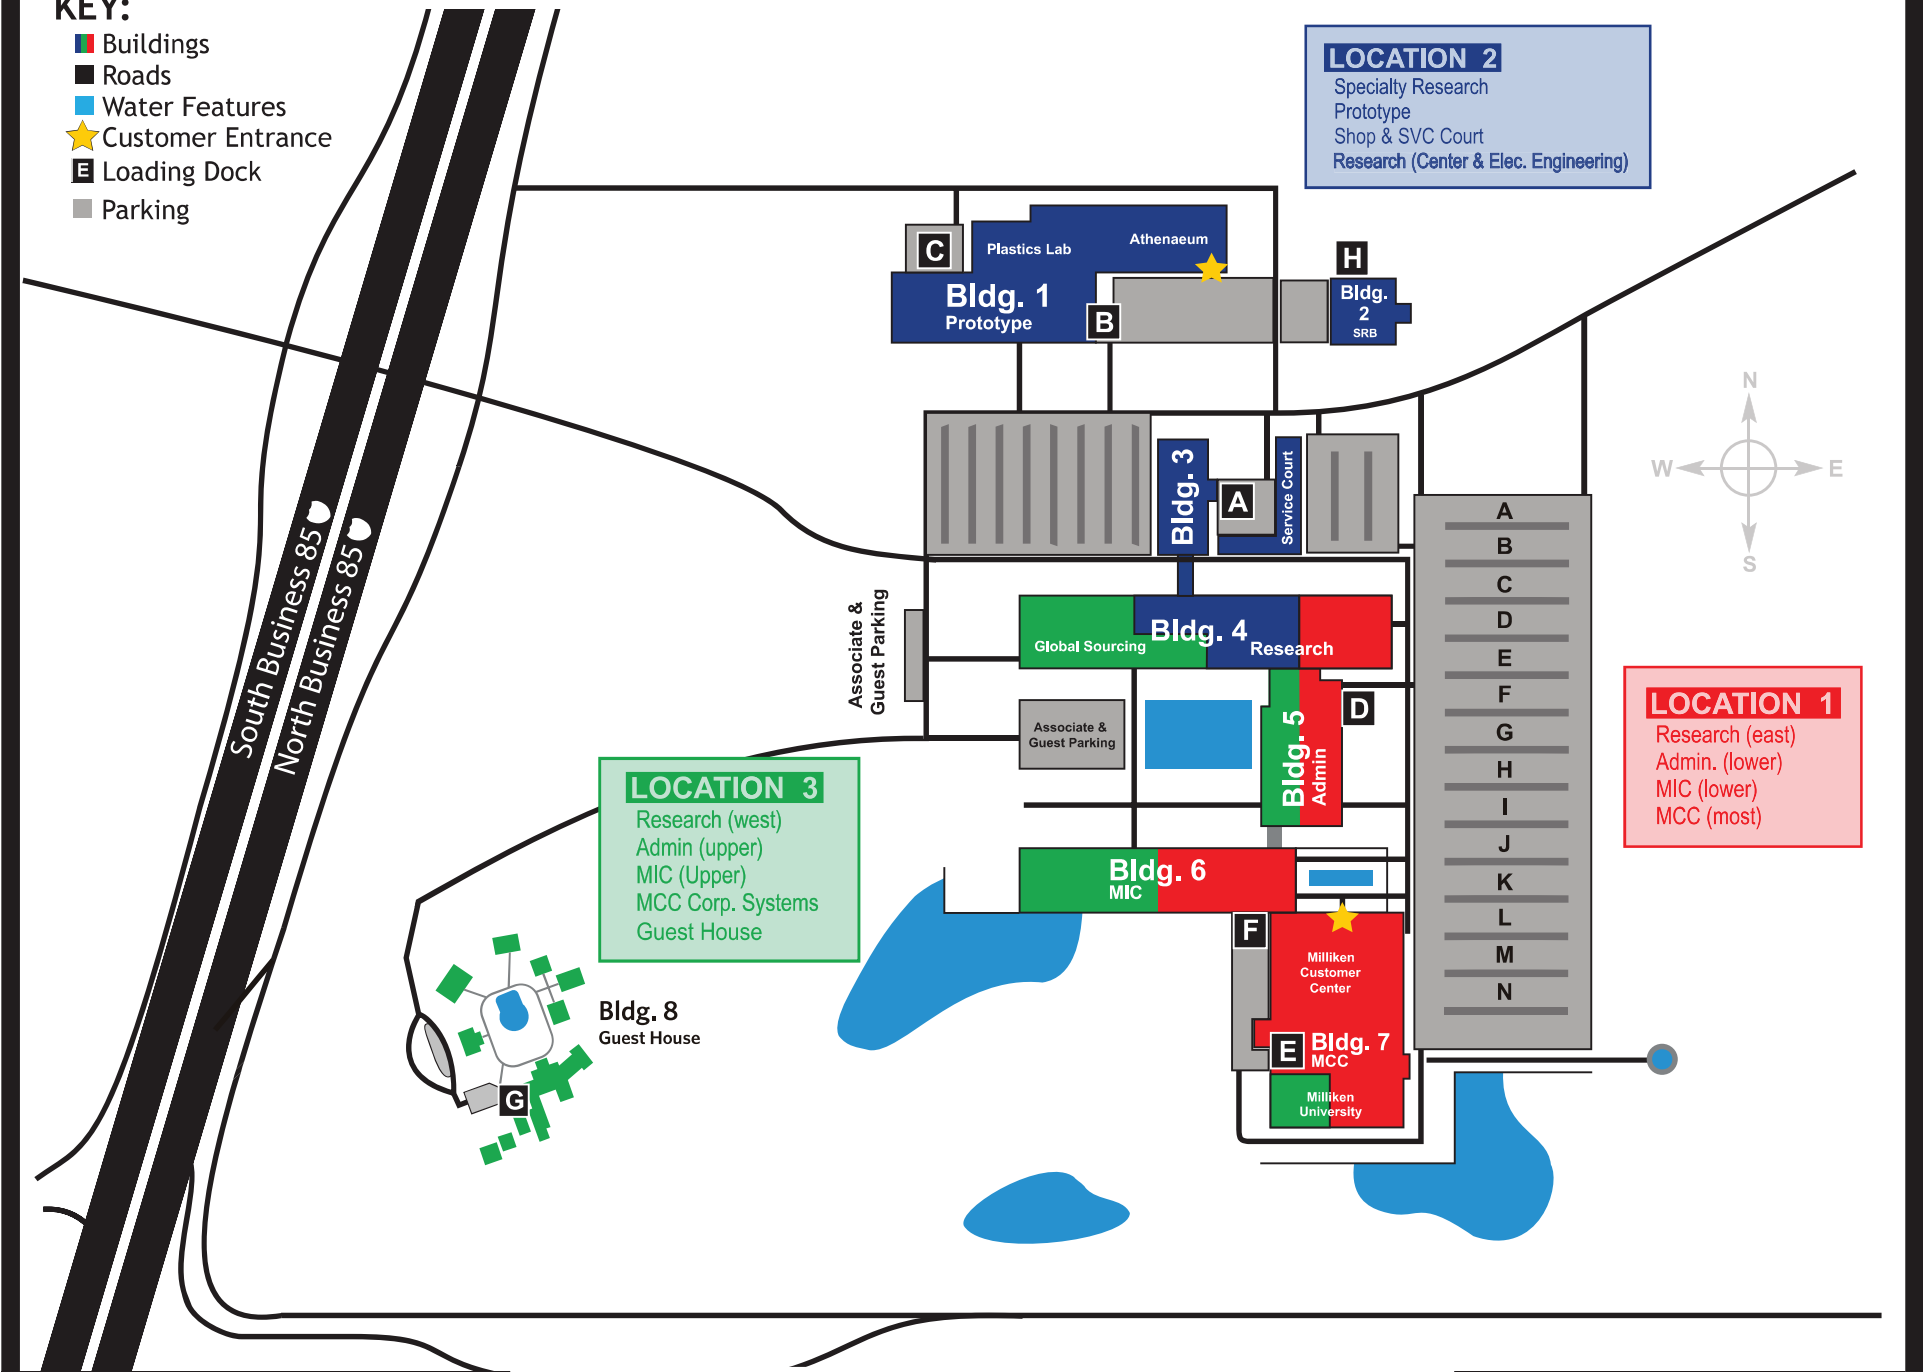 KEY:
Buildings
Roads
Water Features
Customer Entrance
E Loading Dock
Parking
LOCATION 2
Specialty Research
Prototype
Shop & SVC Court
Research (Center & Elec. Engineering)
C
Plastics Lab
Athenaeum
Bldg. 1
Prototype
B
H
Bldg.
2
SRB
N
W
E
S
Bldg. 3
A
Service Court
South Business 85
North Business 85
Associate &
Guest Parking
Global Sourcing
Bldg. 4
Research
Associate &
Guest Parking
Bldg. 5
Admin
D
A
B
C
D
E
F
G
H
I
J
K
L
M
N
LOCATION 1
Research (east)
Admin. (lower)
MIC (lower)
MCC (most)
LOCATION 3
Research (west)
Admin (upper)
MIC (Upper)
MCC Corp. Systems
Guest House
Bldg. 6
MIC
F
Milliken
Customer
Center
E
Bldg. 7
MCC
Milliken
University
Bldg. 8
Guest House
G